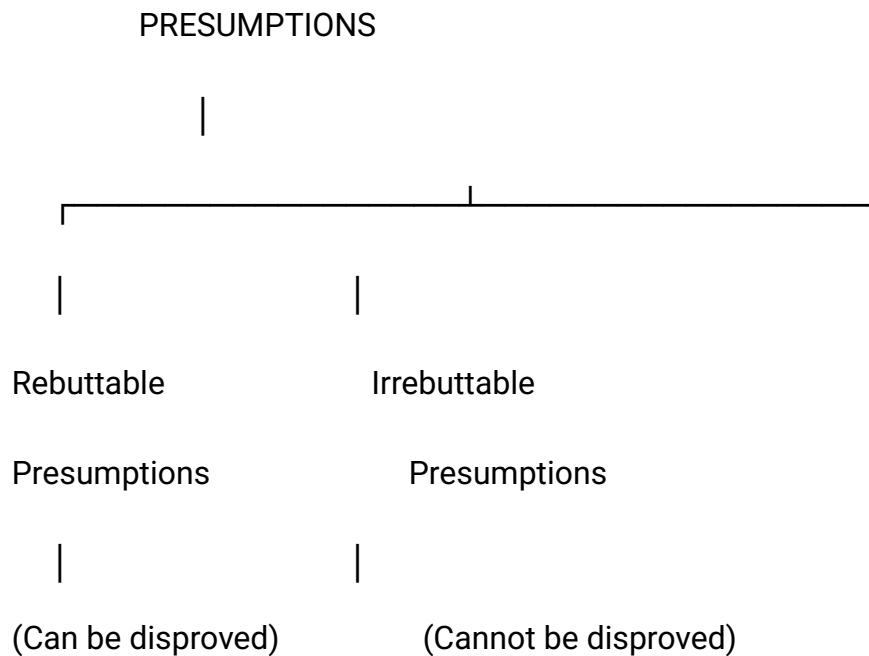 PRESUMPTIONS
Rebuttable Irrebuttable
Presumptions Presumptions
(Can be disproved) (Cannot be disproved)